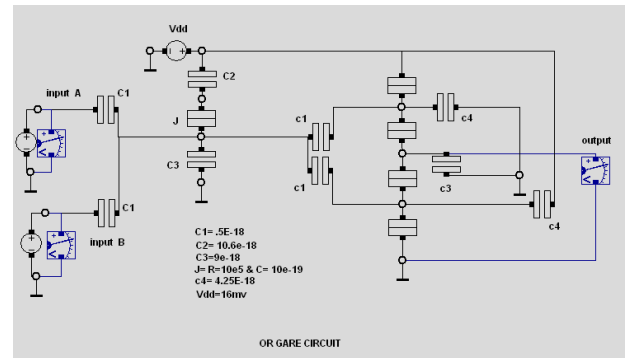 Vdd
C2
input A
C1
J
c1
c4
output
C3
c1
c3
c4
C1
input B
C1= .5E-18
C2= 10.6e-18
C3=9e-18
J= R=10e5 & C= 10e-19
c4= 4.25E-18
Vdd=16mv
OR GARE CIRCUIT